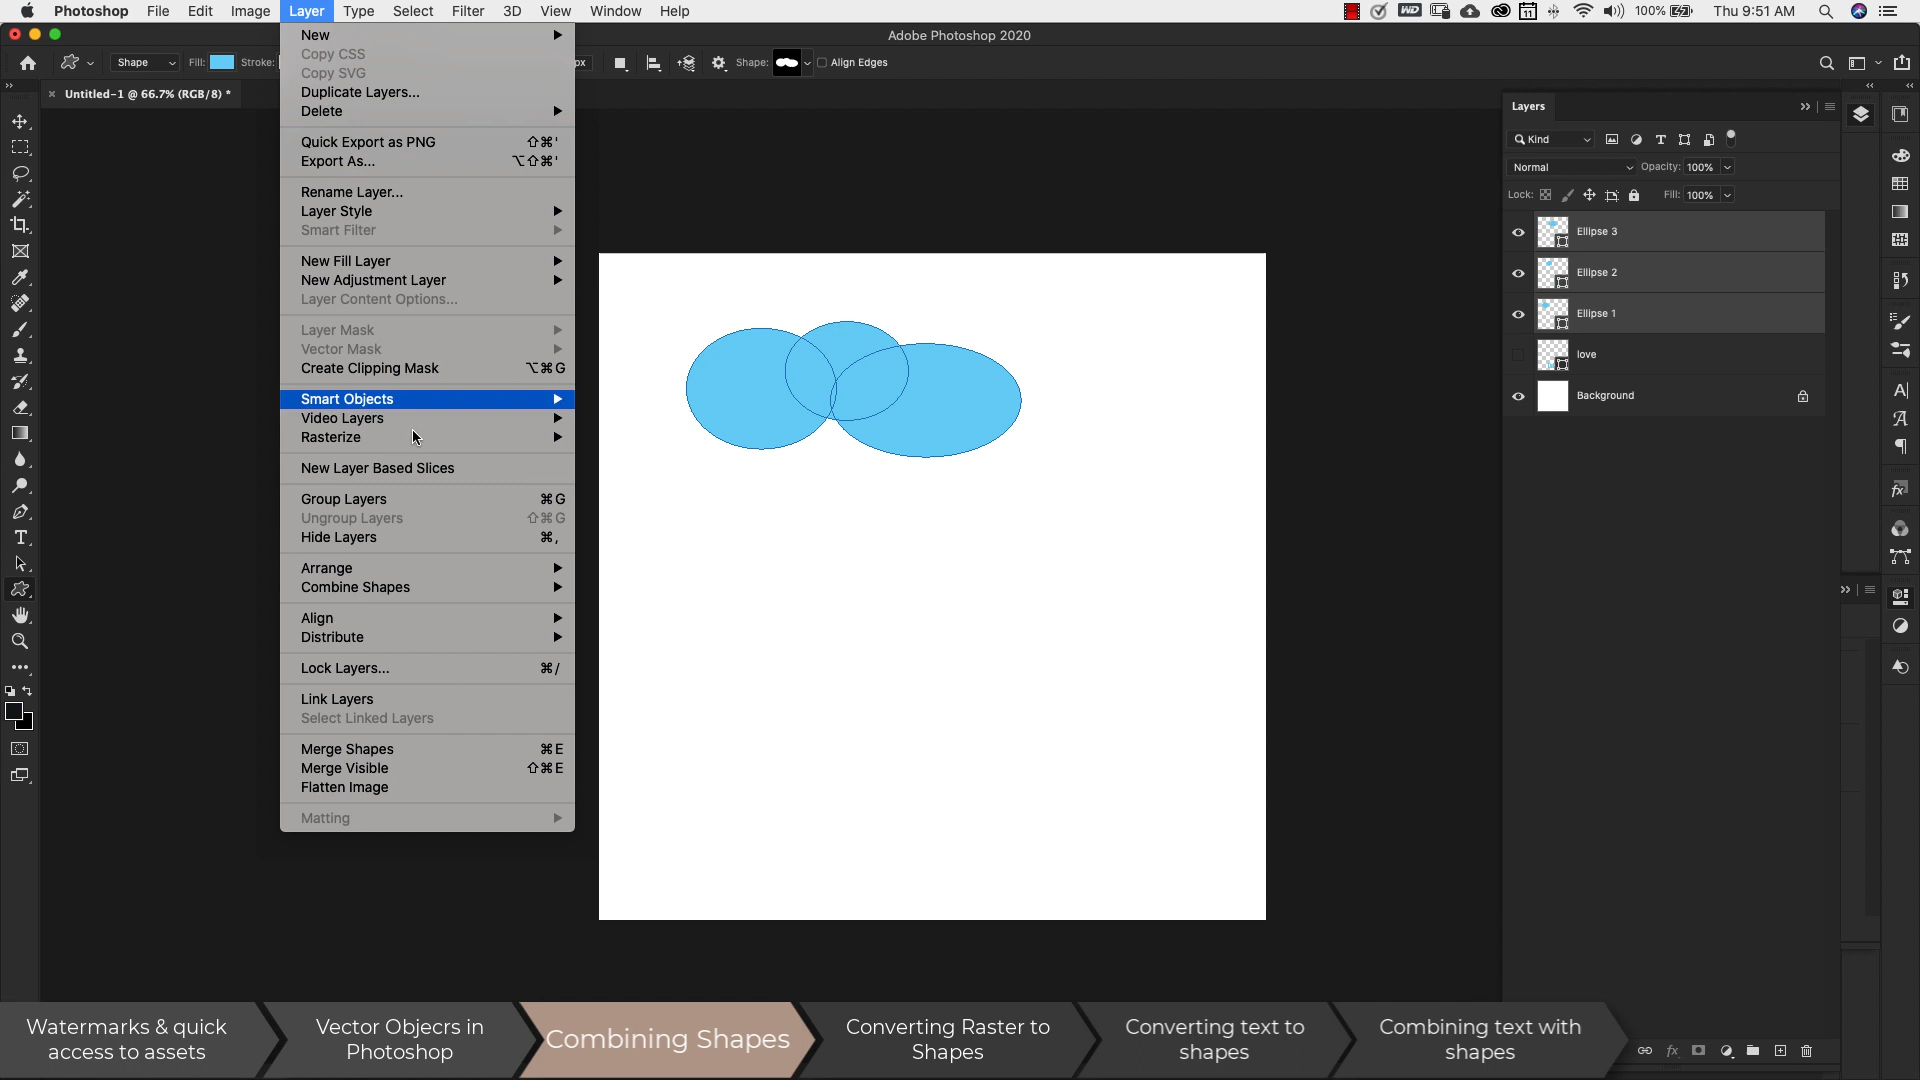 Photoshop File Edit Image Layer Type Select Filter 3D View Window Help 100% Thu 9:51 AM
Adobe Photoshop 2020
Shape Fill: Stroke: px Shape: Align Edges
Untitled-1 @ 66.7% (RGB/8) *
New
Copy CSS
Copy SVG
Duplicate Layers...
Delete
Quick Export as PNG ⇧⌘'
Export As... ⌥⇧⌘'
Rename Layer...
Layer Style
Smart Filter
New Fill Layer
New Adjustment Layer
Layer Content Options...
Layer Mask
Vector Mask
Create Clipping Mask ⌥⌘G
Smart Objects
Video Layers
Rasterize
New Layer Based Slices
Group Layers ⌘G
Ungroup Layers ⇧⌘G
Hide Layers ⌘,
Arrange
Combine Shapes
Align
Distribute
Lock Layers... ⌘/
Link Layers
Select Linked Layers
Merge Shapes ⌘E
Merge Visible ⇧⌘E
Flatten Image
Matting
Layers
Kind
Normal Opacity: 100%
Lock: Fill: 100%
Ellipse 3
Ellipse 2
Ellipse 1
love
Background
Watermarks & quick
access to assets
Vector Objecrs in
Photoshop
Combining Shapes
Converting Raster to
Shapes
Converting text to
shapes
Combining text with
shapes